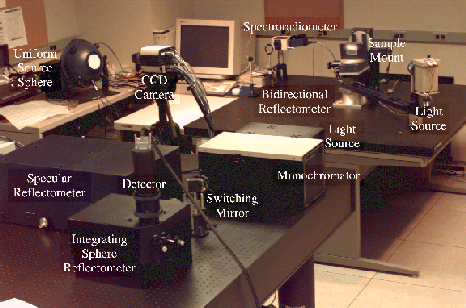 Spectroradiometer
Uniform
Source
Sphere
Sample
Mount
CCD
Camera
Bidirectional
Reflectometer
Light
Source
Light
Source
Specular
Reflectometer
Detector
Monochromator
Switching
Mirror
Integrating
Sphere
Reflectometer